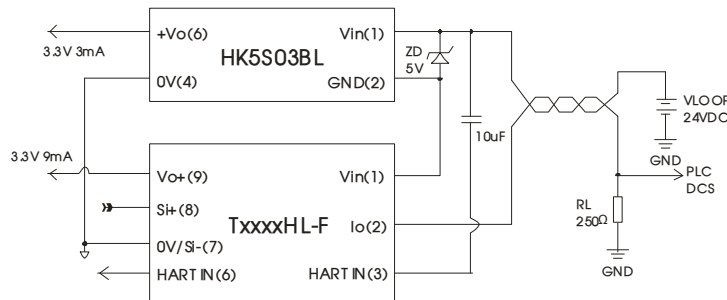 +Vo(6)
Vin(1)
3.3V 3mA
HK5S03BL
ZD
5V
0V(4)
GND(2)
VLOOP
24VDC
10uF
GND
3.3V 9mA
Vo+(9)
Vin(1)
PLC
DCS
Si+(8)
TxxxxHL-F
Io(2)
RL
250Ω
0V/Si-(7)
HART IN(6)
HART IN(3)
GND